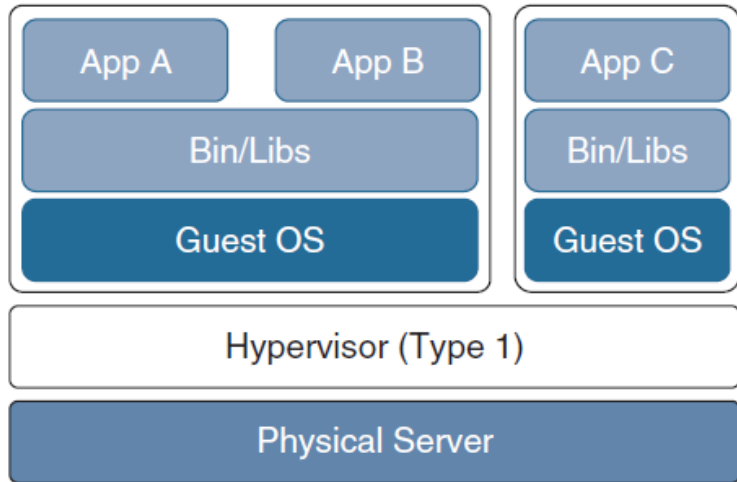 App A
App B
App C
Bin/Libs
Bin/Libs
Guest OS
Guest OS
Hypervisor (Type 1)
Physical Server